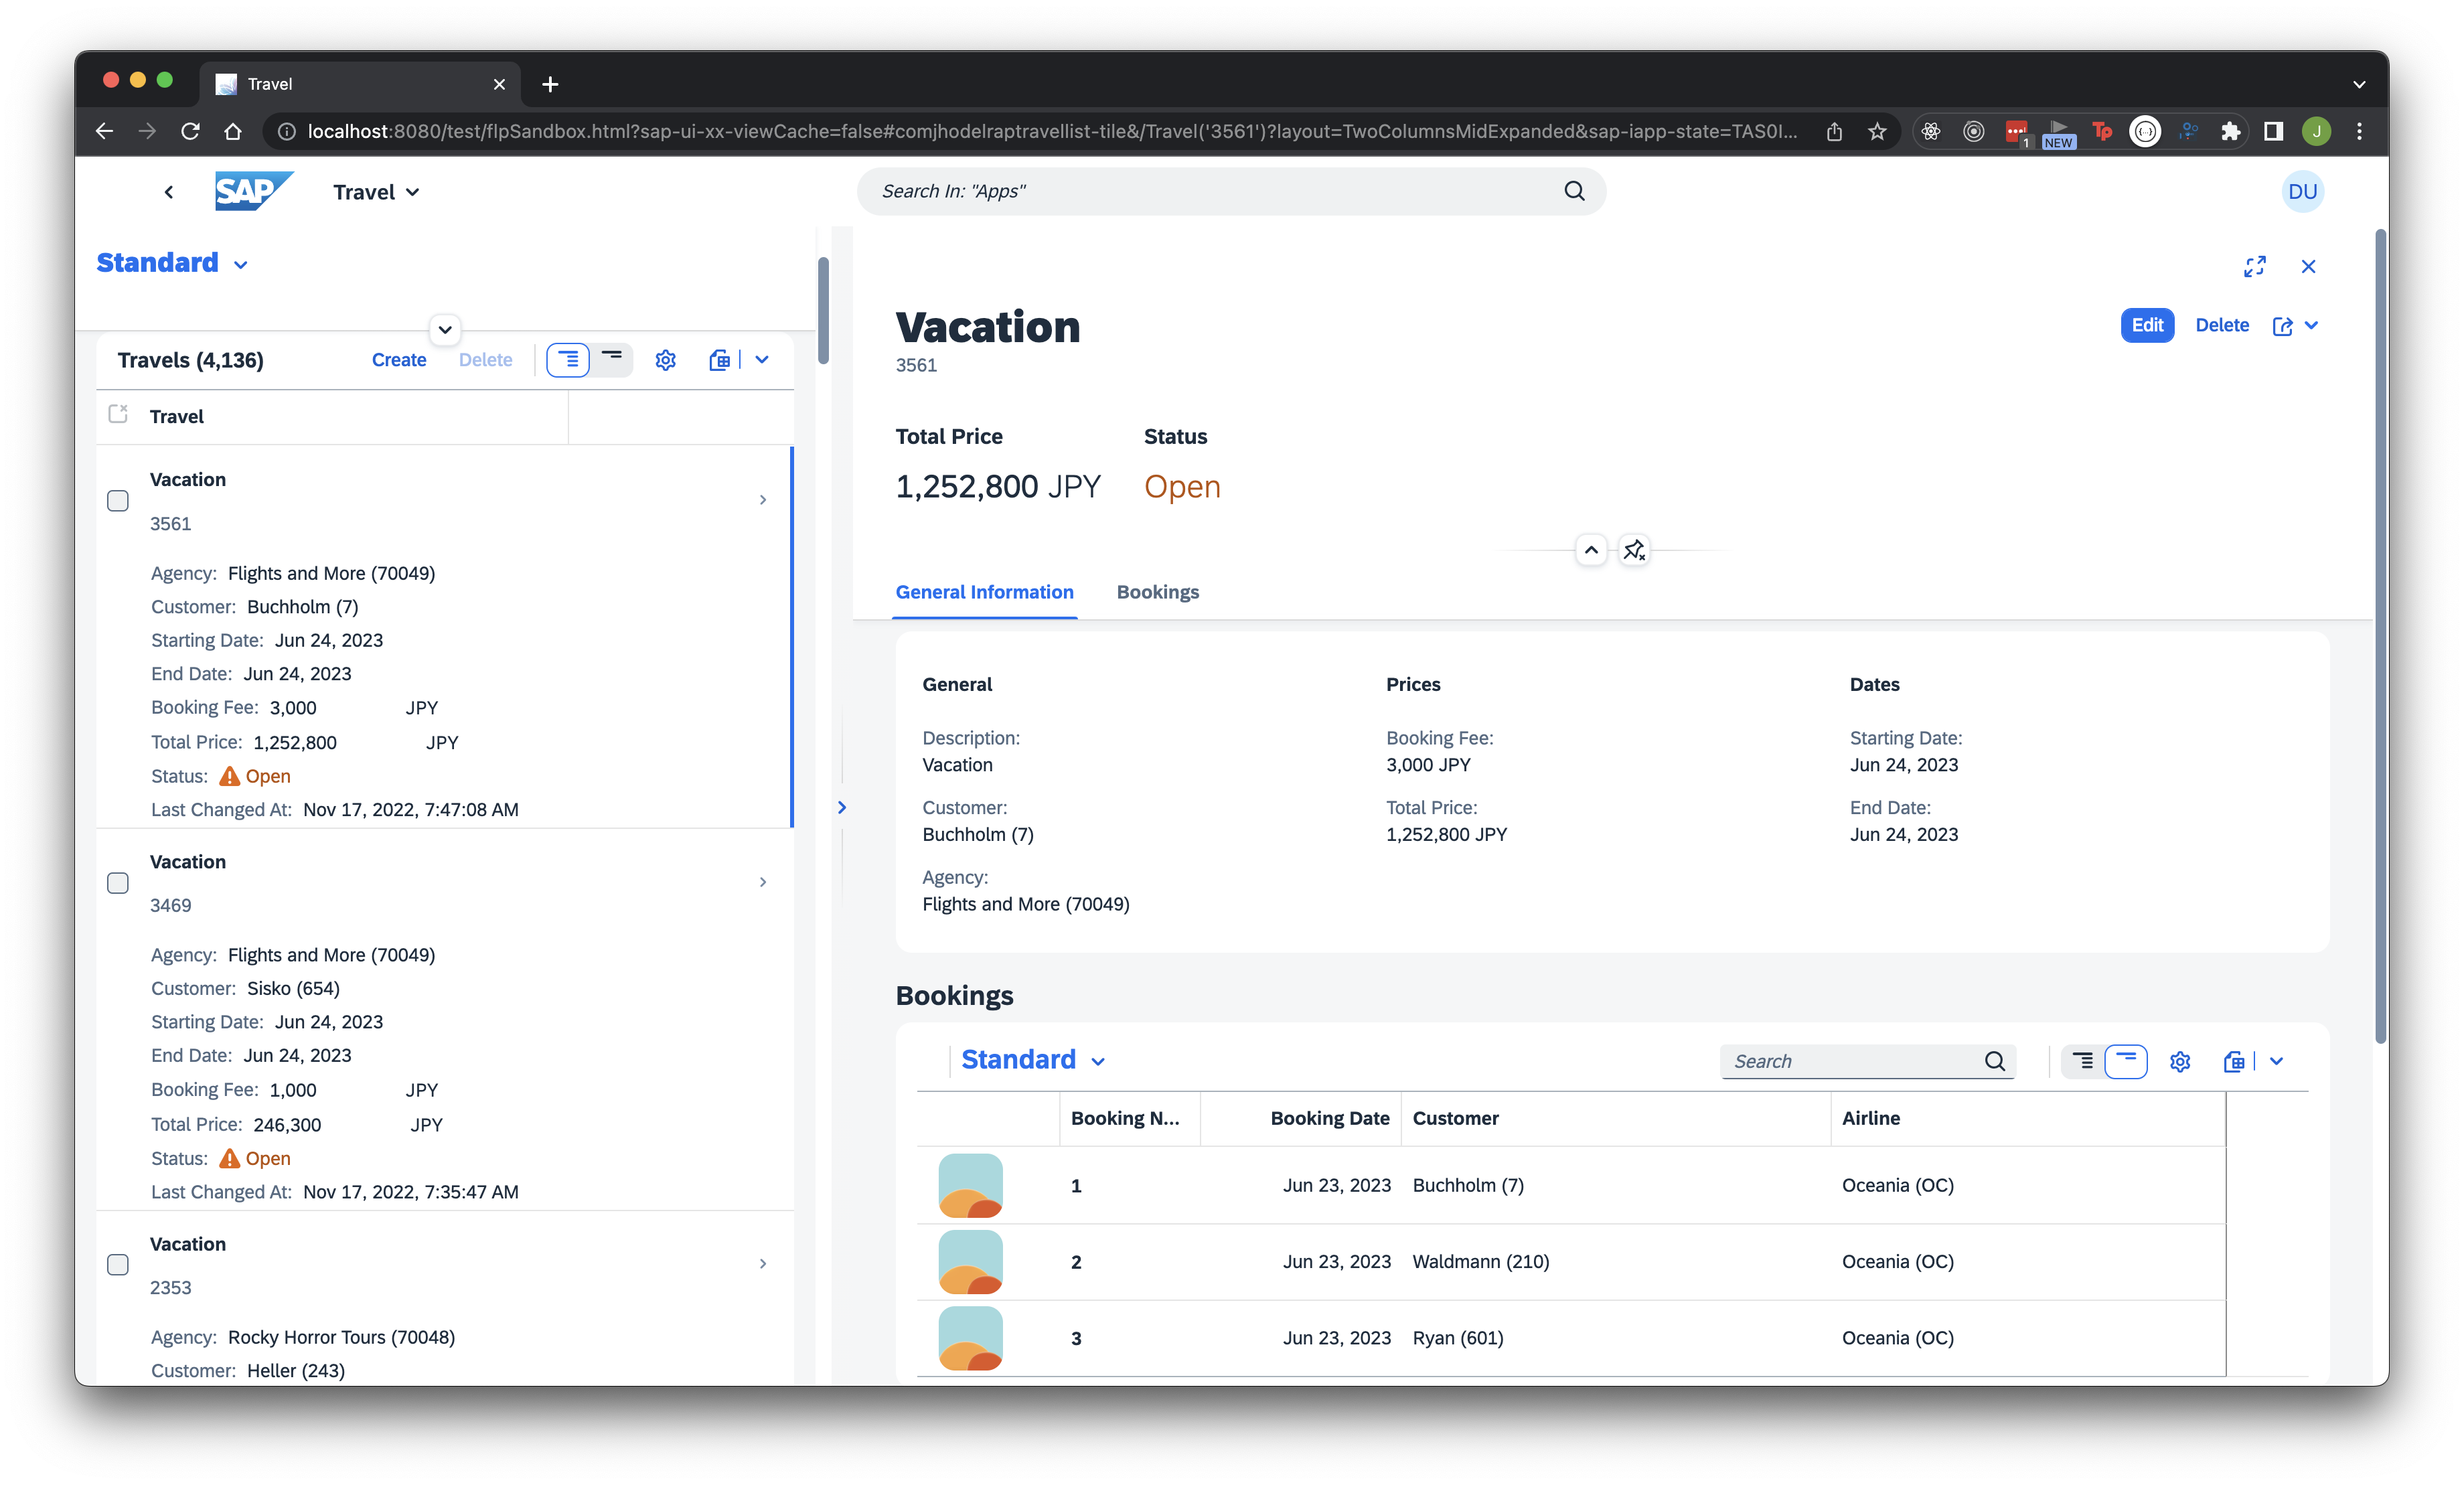 Travel
localhost:8080/test/flpSandbox.html?sap-ui-xx-viewCache=false#comjhodelraptravellist-tile&/Travel('3561')?layout=TwoColumnsMidExpanded&sap-iapp-state=TAS0I...
1
NEW
Tp
J
SAP
Travel
Search In: "Apps"
DU
Standard
Travels (4,136)
Create
Delete
Travel
Vacation
3561
Agency: Flights and More (70049)
Customer: Buchholm (7)
Starting Date: Jun 24, 2023
End Date: Jun 24, 2023
Booking Fee: 3,000 JPY
Total Price: 1,252,800 JPY
Status: Open
Last Changed At: Nov 17, 2022, 7:47:08 AM
Vacation
3469
Agency: Flights and More (70049)
Customer: Sisko (654)
Starting Date: Jun 24, 2023
End Date: Jun 24, 2023
Booking Fee: 1,000 JPY
Total Price: 246,300 JPY
Status: Open
Last Changed At: Nov 17, 2022, 7:35:47 AM
Vacation
2353
Agency: Rocky Horror Tours (70048)
Customer: Heller (243)
Vacation
3561
Edit
Delete
Total Price
1,252,800 JPY
Status
Open
General Information
Bookings
General
Description:
Vacation
Customer:
Buchholm (7)
Agency:
Flights and More (70049)
Prices
Booking Fee:
3,000 JPY
Total Price:
1,252,800 JPY
Dates
Starting Date:
Jun 24, 2023
End Date:
Jun 24, 2023
Bookings
Standard
Search
Booking N... Booking Date Customer Airline
1 Jun 23, 2023 Buchholm (7) Oceania (OC)
2 Jun 23, 2023 Waldmann (210) Oceania (OC)
3 Jun 23, 2023 Ryan (601) Oceania (OC)